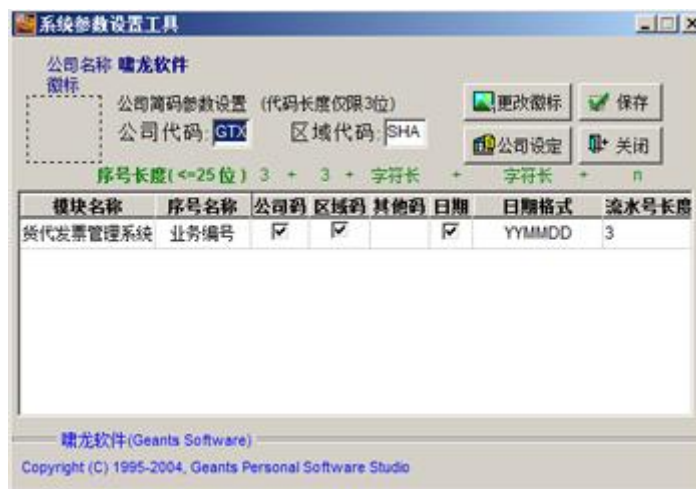 系统参数设置工具
公司名称 啸龙软件
徽标
公司简码参数设置 (代码长度仅限3位)
公司代码: GTX 区域代码: SHA
更改徽标 保存
公司设定 关闭
序号长度(<=25位) 3 + 3 + 字符长 + 字符长 + n
模块名称 序号名称 公司码 区域码 其他码 日期 日期格式 流水号长度
货代发票管理系统 业务编号 YYMMDD 3
啸龙软件(Geants Software)
Copyright (C) 1995-2004, Geants Personal Software Studio